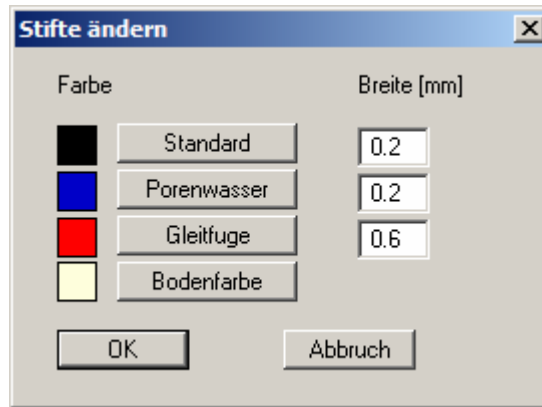 Stifte ändern
Farbe Breite [mm]
Standard 0.2
Porenwasser 0.2
Gleitfuge 0.6
Bodenfarbe
OK Abbruch